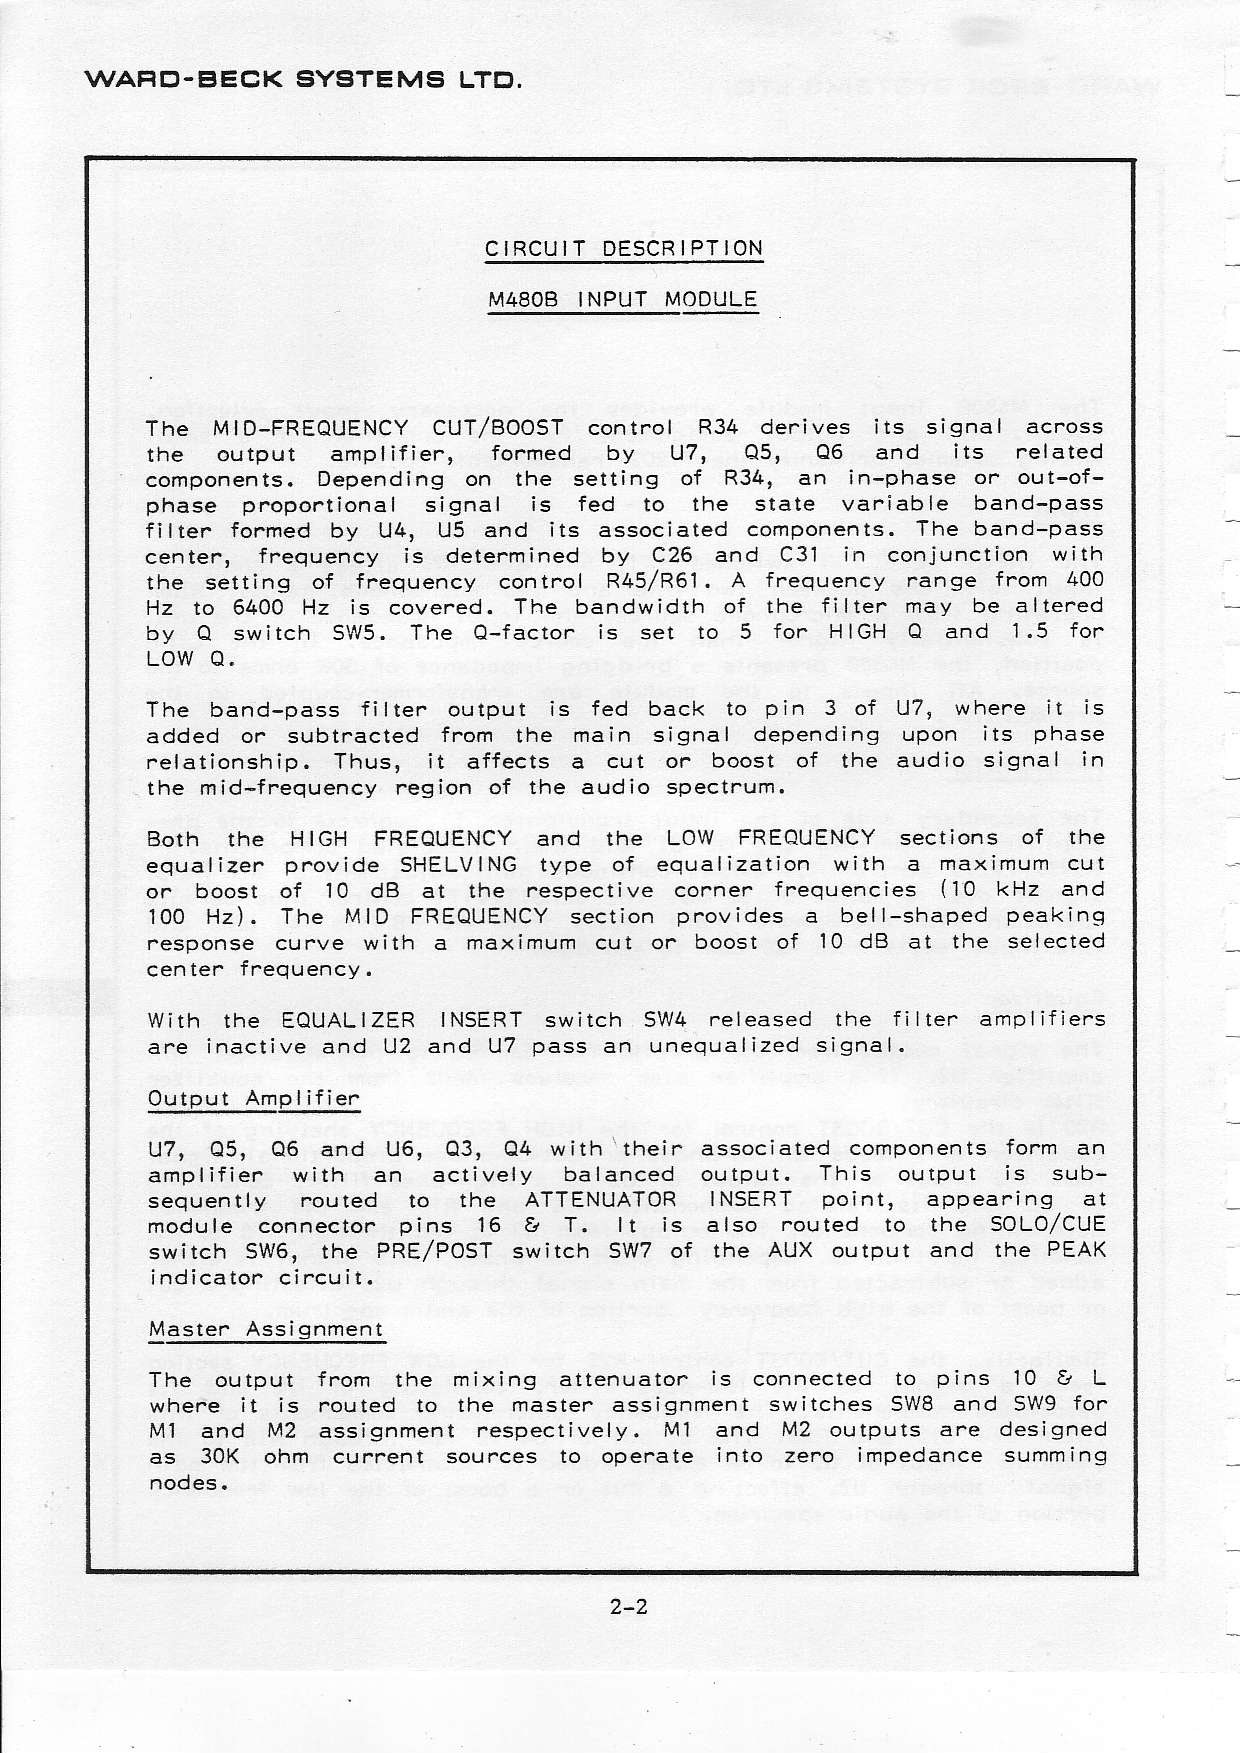 WARD-BECK SYSTEMS LTD.
CIRCUIT DESCRIPTION
M480B INPUT MODULE
The MID-FREQUENCY CUT/BOOST control R34 derives its signal across
the output amplifier, formed by U7, Q5, Q6 and its related
components. Depending on the setting of R34, an in-phase or out-of-
phase proportional signal is fed to the state variable band-pass
filter formed by U4, U5 and its associated components. The band-pass
center, frequency is determined by C26 and C31 in conjunction with
the setting of frequency control R45/R61. A frequency range from 400
Hz to 6400 Hz is covered. The bandwidth of the filter may be altered
by Q switch SW5. The Q-factor is set to 5 for HIGH Q and 1.5 for
LOW Q.
The band-pass filter output is fed back to pin 3 of U7, where it is
added or subtracted from the main signal depending upon its phase
relationship. Thus, it affects a cut or boost of the audio signal in
the mid-frequency region of the audio spectrum.
Both the HIGH FREQUENCY and the LOW FREQUENCY sections of the
equalizer provide SHELVING type of equalization with a maximum cut
or boost of 10 dB at the respective corner frequencies (10 kHz and
100 Hz). The MID FREQUENCY section provides a bell-shaped peaking
response curve with a maximum cut or boost of 10 dB at the selected
center frequency.
With the EQUALIZER INSERT switch SW4 released the filter amplifiers
are inactive and U2 and U7 pass an unequalized signal.
Output Amplifier
U7, Q5, Q6 and U6, Q3, Q4 with their associated components form an
amplifier with an actively balanced output. This output is sub-
sequently routed to the ATTENUATOR INSERT point, appearing at
module connector pins 16 & T. It is also routed to the SOLO/CUE
switch SW6, the PRE/POST switch SW7 of the AUX output and the PEAK
indicator circuit.
Master Assignment
The output from the mixing attenuator is connected to pins 10 & L
where it is routed to the master assignment switches SW8 and SW9 for
M1 and M2 assignment respectively. M1 and M2 outputs are designed
as 30K ohm current sources to operate into zero impedance summing
nodes.
2-2